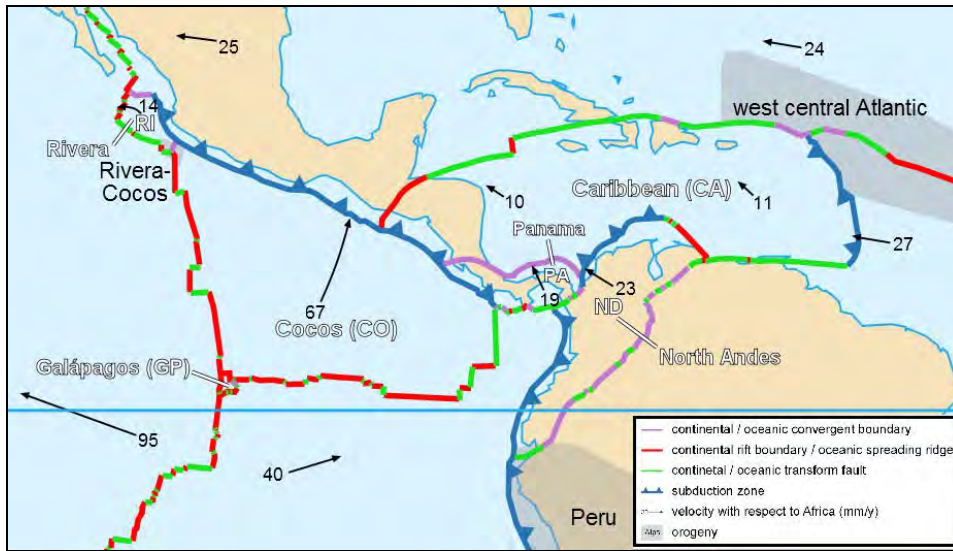 25
24
west central Atlantic
14
RI
Rivera
Rivera-
Cocos
Caribbean (CA)
10
11
Panama
27
PA
23
19
ND
67
Cocos (CO)
North Andes
Galápagos (GP)
95
40
Peru
continental / oceanic convergent boundary
continental rift boundary / oceanic spreading ridge
continetal / oceanic transform fault
subduction zone
velocity with respect to Africa (mm/y)
Alps
orogeny